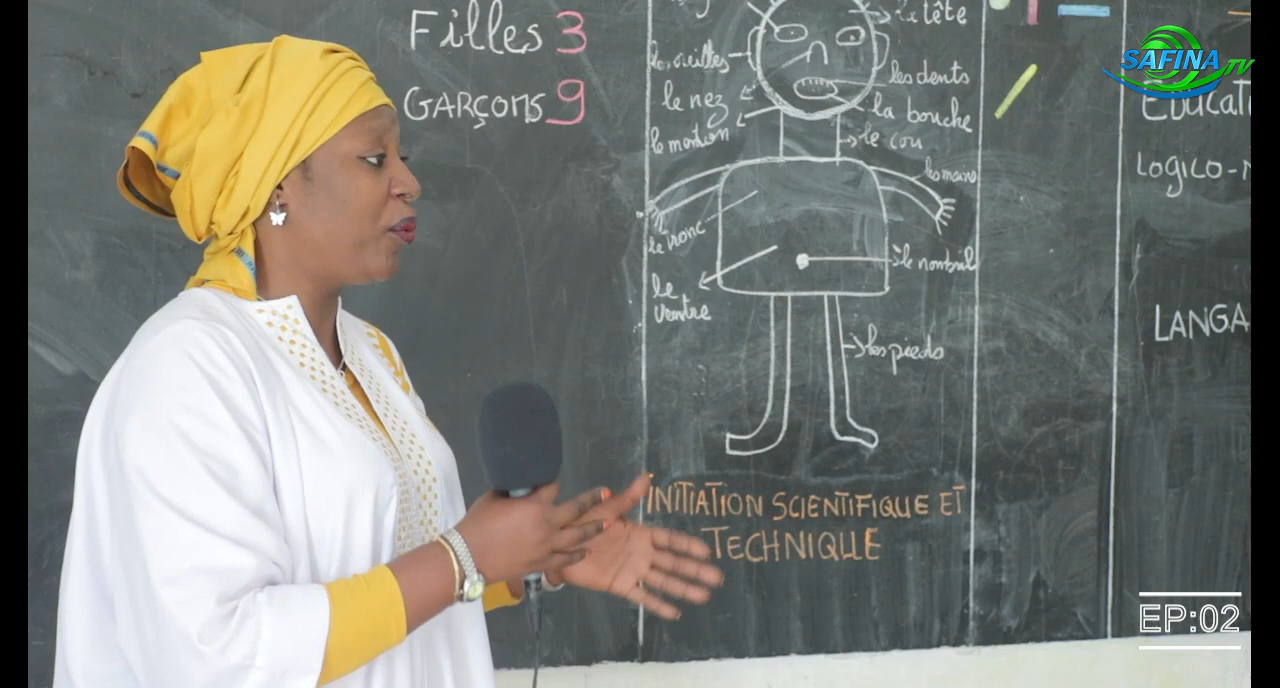 Filles 3
GARÇONS 9
la tête
les oreilles
les dents
le nez
la bouche
le menton
le cou
les mains
le tronc
le nombril
le
ventre
les pieds
INITIATION SCIENTIFIQUE ET
TECHNIQUE
SAFINA TV
EDUCATI
LOGICO-
LANGA
EP:02